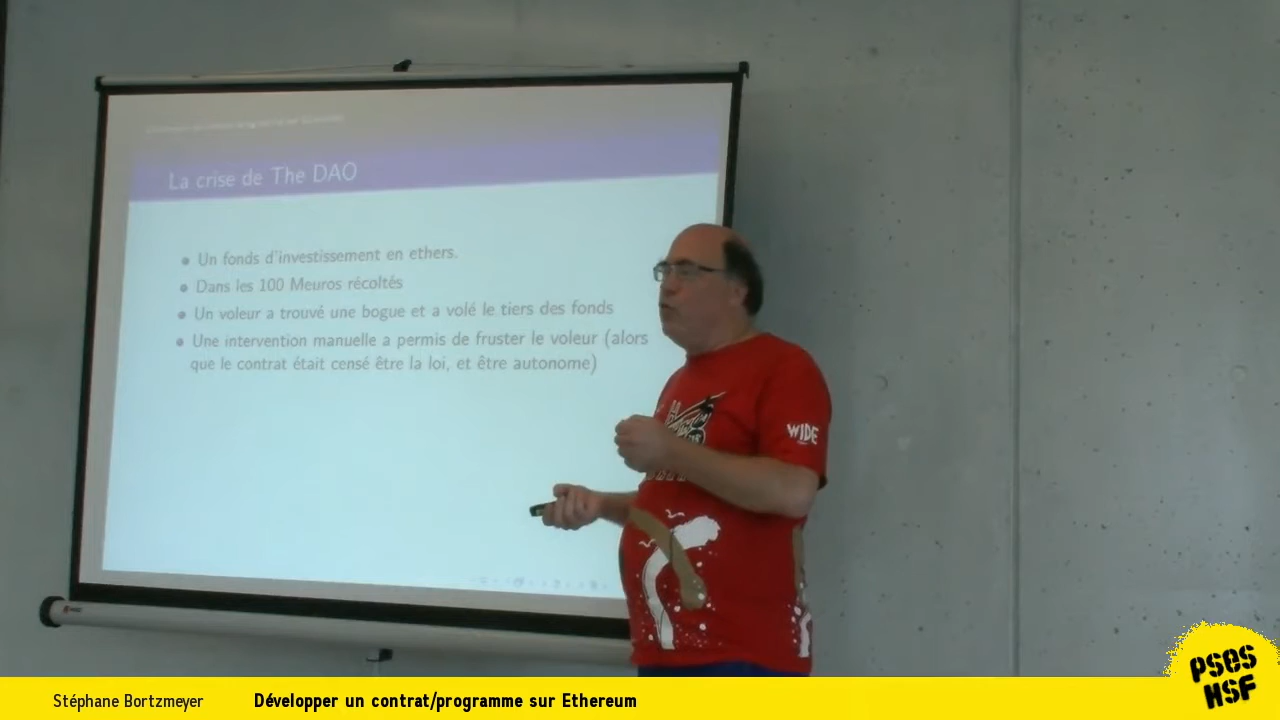 La crise de The DAO
Un fonds d'investissement en ethers.
Dans les 100 Meuros récoltés
Un voleur a trouvé une bogue et a volé le tiers des fonds
Une intervention manuelle a permis de fruster le voleur (alors
que le contrat était censé être la loi, et être autonome)
WIDE
Stéphane Bortzmeyer
Développer un contrat/programme sur Ethereum
PSES
HSF